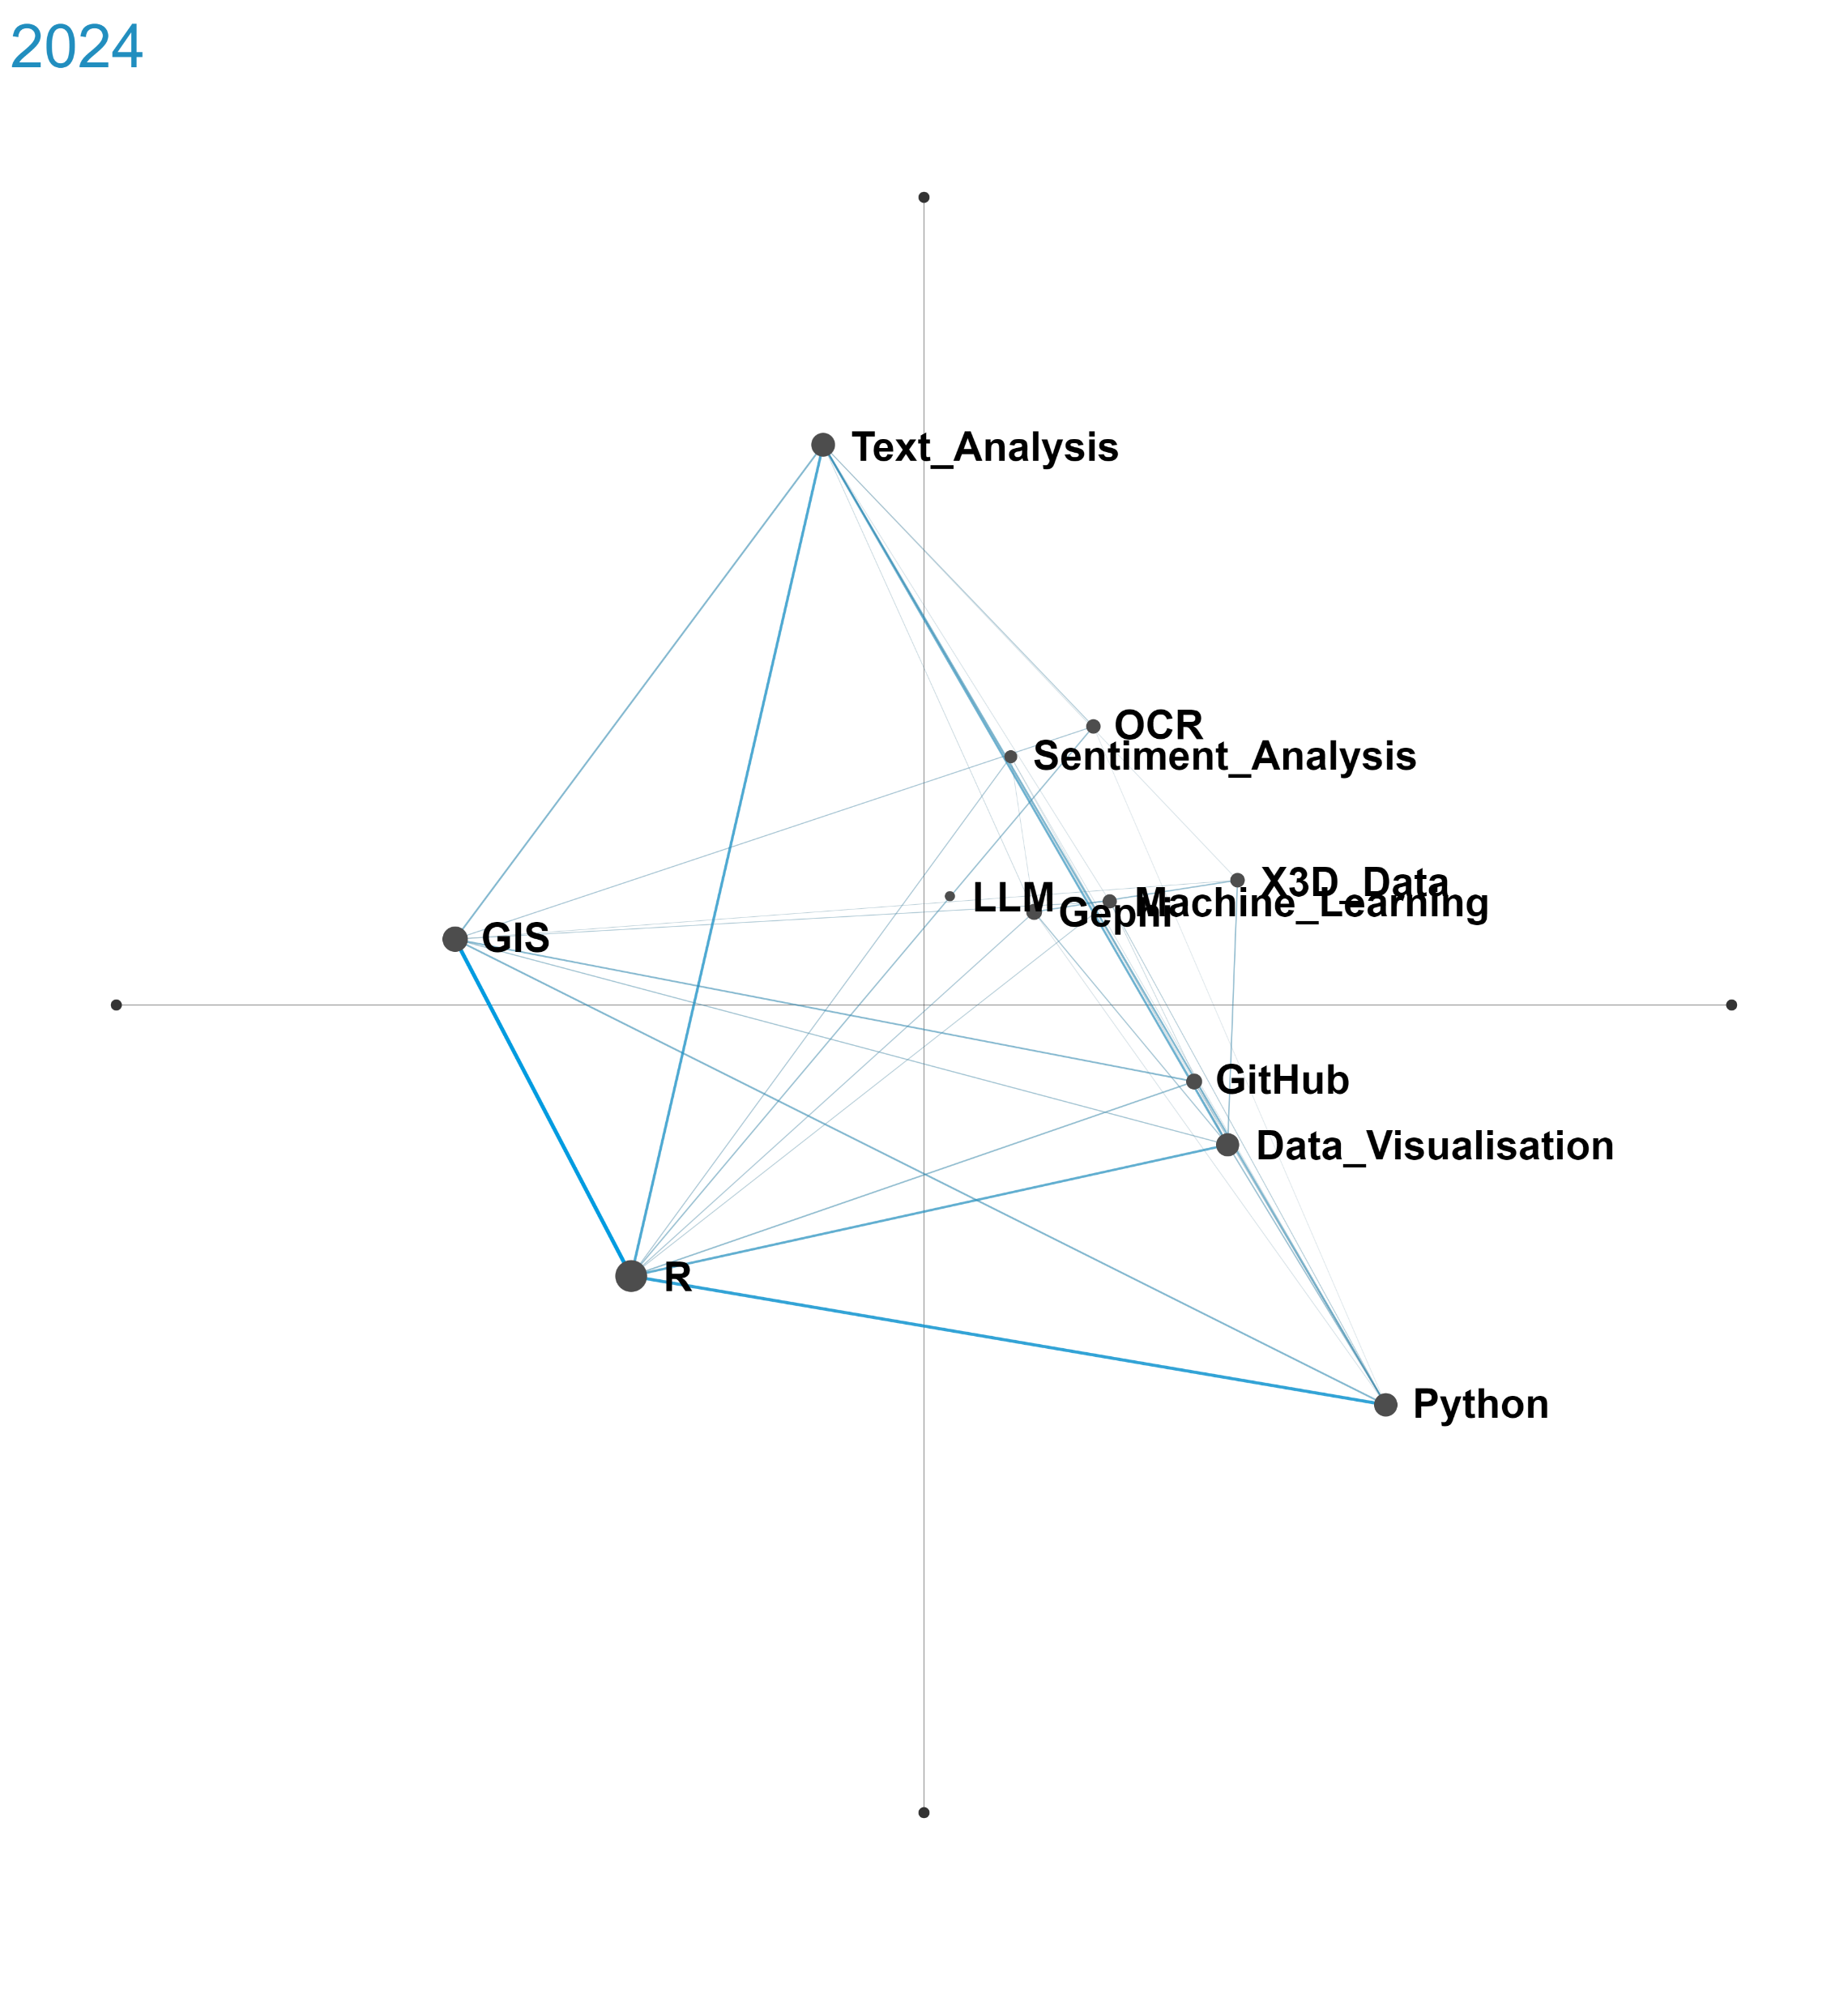 2024
Text_Analysis
OCR
Sentiment_Analysis
X3D_Data
LLM
Machine_Learning
Gephi
GIS
GitHub
Data_Visualisation
R
Python